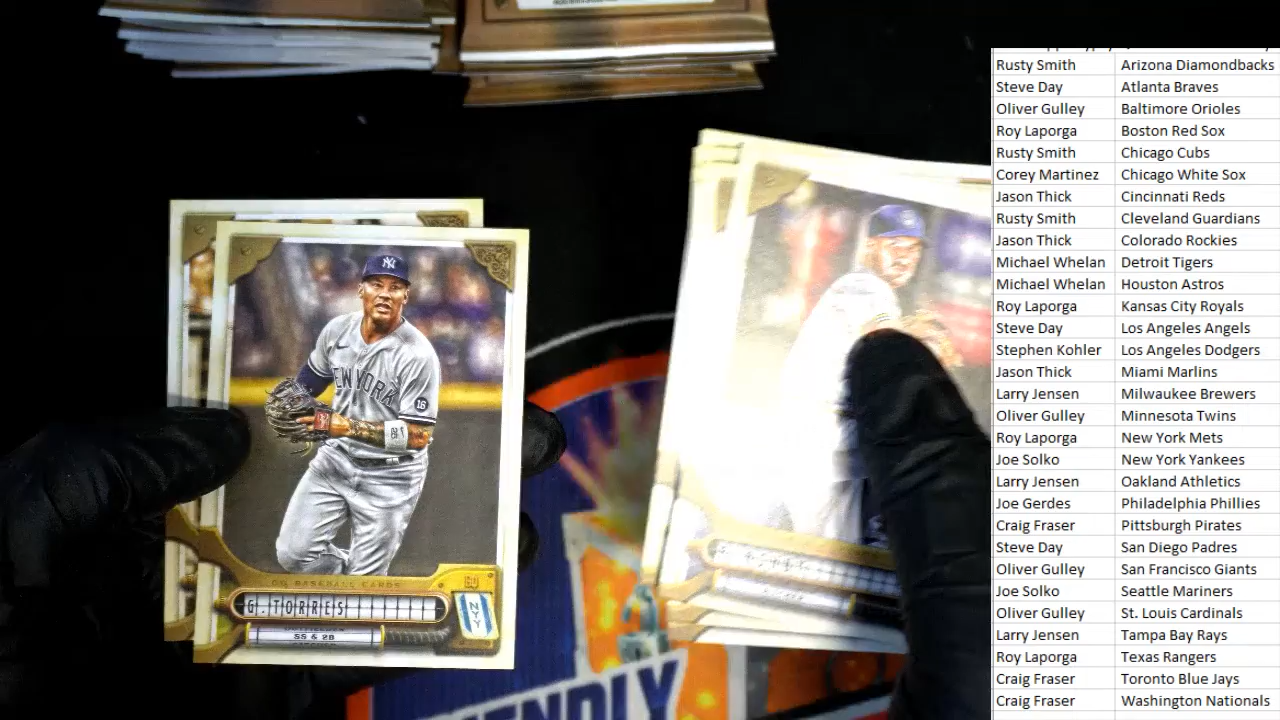 Rusty Smith Arizona Diamondbacks
Steve Day Atlanta Braves
Oliver Gulley Baltimore Orioles
Roy Laporga Boston Red Sox
Rusty Smith Chicago Cubs
Corey Martinez Chicago White Sox
Jason Thick Cincinnati Reds
Rusty Smith Cleveland Guardians
Jason Thick Colorado Rockies
Michael Whelan Detroit Tigers
Michael Whelan Houston Astros
Roy Laporga Kansas City Royals
Steve Day Los Angeles Angels
Stephen Kohler Los Angeles Dodgers
Jason Thick Miami Marlins
Larry Jensen Milwaukee Brewers
Oliver Gulley Minnesota Twins
Roy Laporga New York Mets
Joe Solko New York Yankees
Larry Jensen Oakland Athletics
Joe Gerdes Philadelphia Phillies
Craig Fraser Pittsburgh Pirates
Steve Day San Diego Padres
Oliver Gulley San Francisco Giants
Joe Solko Seattle Mariners
Oliver Gulley St. Louis Cardinals
Larry Jensen Tampa Bay Rays
Roy Laporga Texas Rangers
Craig Fraser Toronto Blue Jays
Craig Fraser Washington Nationals
NY
NEW YORK
16
BASEBALL CARDS
G. TORRES
NYY
SS & 2B